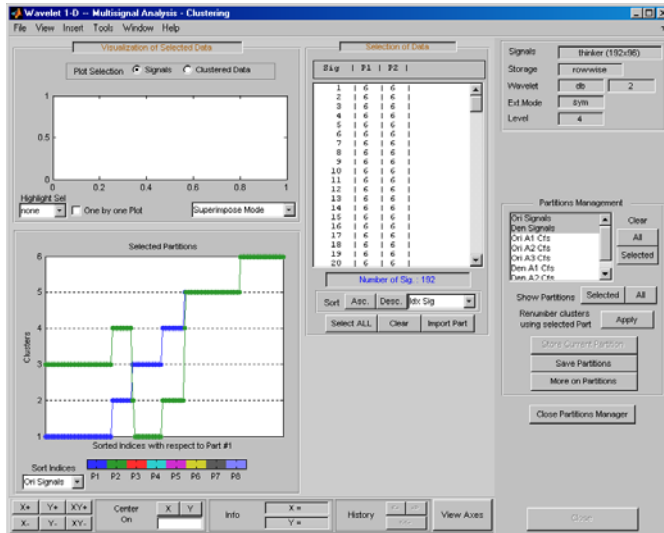 Wavelet 1-D -- Multisignal Analysis - Clustering
File View Insert Tools Window Help
Visualization of Selected Data
Plot Selection Signals Clustered Data
1
0.5
0
0 0.2 0.4 0.6 0.8 1
Highlight Sel
none One by one Plot Superimpose Mode
Selected Partitions
6
5
4
3
2
1
Clusters
Sorted Indices with respect to Part #1
Sort Indices
Ori Signals
P1 P2 P3 P4 P5 P6 P7 P8
Selection of Data
Sig | P1 | P2 |
1 | 6 | 6 |
2 | 6 | 6 |
3 | 6 | 6 |
4 | 6 | 6 |
5 | 6 | 6 |
6 | 6 | 6 |
7 | 6 | 6 |
8 | 6 | 6 |
9 | 6 | 6 |
10 | 6 | 6 |
11 | 6 | 6 |
12 | 6 | 6 |
13 | 6 | 6 |
14 | 6 | 6 |
15 | 6 | 6 |
16 | 6 | 6 |
17 | 6 | 6 |
18 | 6 | 6 |
19 | 6 | 6 |
20 | 6 | 6 |
Number of Sig. : 192
Sort Asc. Desc. Idx Sig
Select ALL Clear Import Part
Signals thinker (192x96)
Storage rowwise
Wavelet db 2
Ext.Mode sym
Level 4
Partitions Management
Ori Signals
Den Signals
Ori A1 Cfs
Ori A2 Cfs
Ori A3 Cfs
Den A1 Cfs
Den A2 Cfs
Clear
All
Selected
Show Partitions Selected All
Renumber clusters
using selected Part Apply
Store Current Partition
Save Partitions
More on Partitions
Close Partitions Manager
X+ Y+ XY+
X- Y- XY-
Center
On
X Y
Info
X =
Y =
History
View Axes
Close